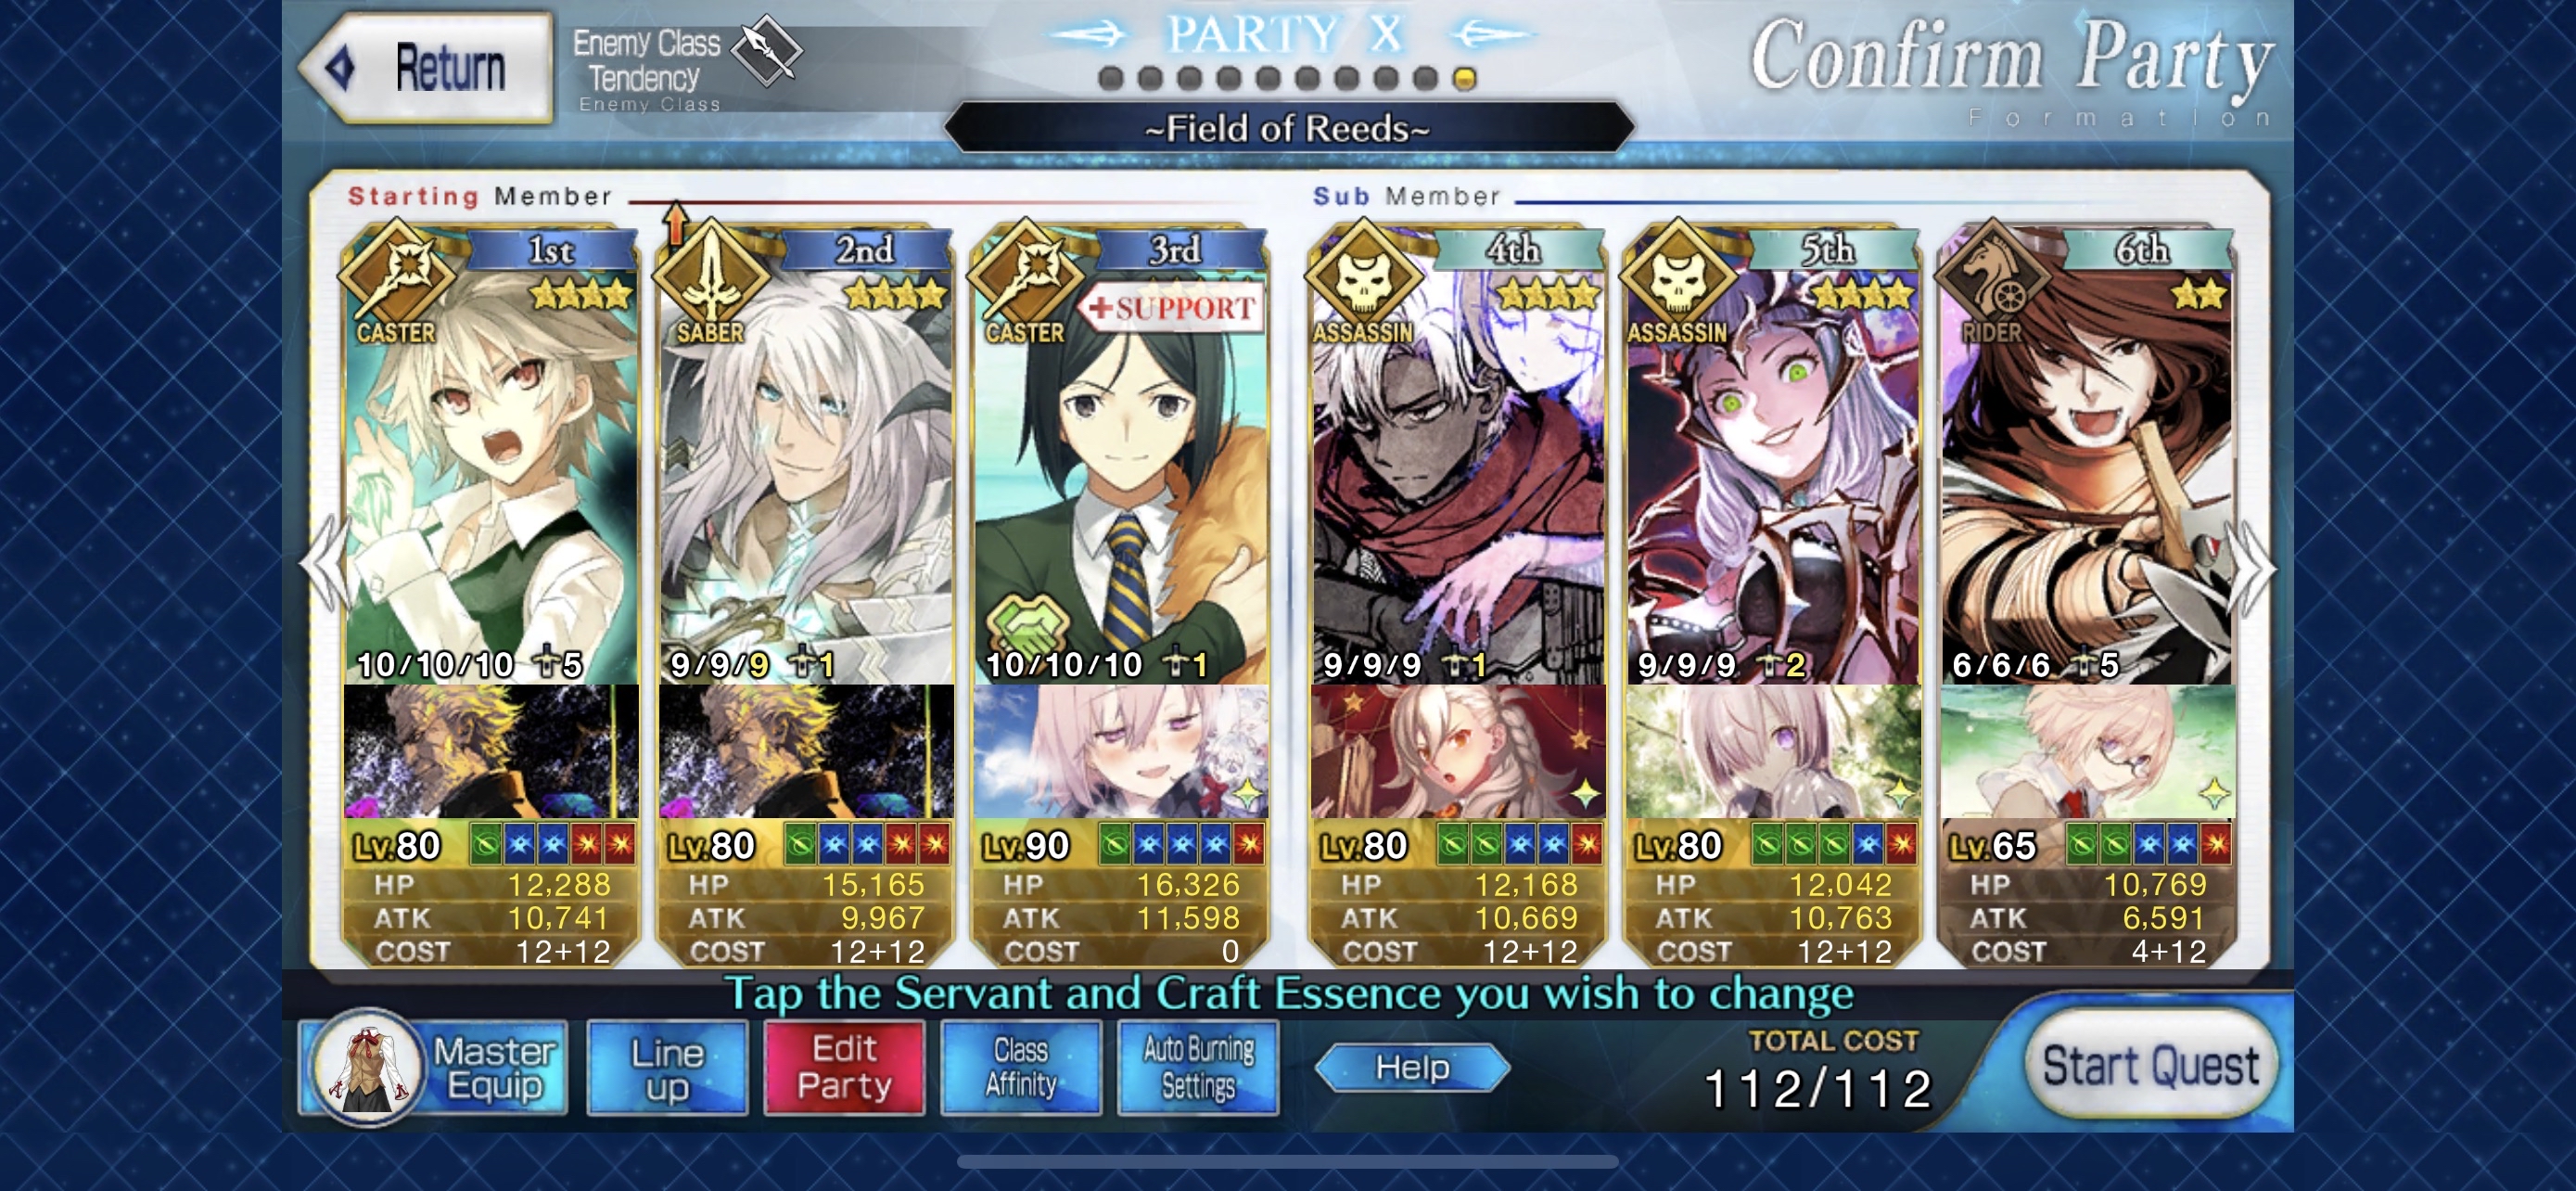 Return
Enemy Class
Tendency
Enemy Class
PARTY X
~Field of Reeds~
Confirm Party
Formation
Starting Member
Sub Member
1st
CASTER
10/10/10 5
Lv.80
HP 12,288
ATK 10,741
COST 12+12
2nd
SABER
9/9/9 1
Lv.80
HP 15,165
ATK 9,967
COST 12+12
3rd
+SUPPORT
CASTER
10/10/10 1
Lv.90
HP 16,326
ATK 11,598
COST 0
4th
ASSASSIN
9/9/9 1
Lv.80
HP 12,168
ATK 10,669
COST 12+12
5th
ASSASSIN
9/9/9 2
Lv.80
HP 12,042
ATK 10,763
COST 12+12
6th
RIDER
6/6/6 5
Lv.65
HP 10,769
ATK 6,591
COST 4+12
Tap the Servant and Craft Essence you wish to change
Master
Equip
Line
up
Edit
Party
Class
Affinity
Auto Burning
Settings
Help
TOTAL COST
112/112
Start Quest